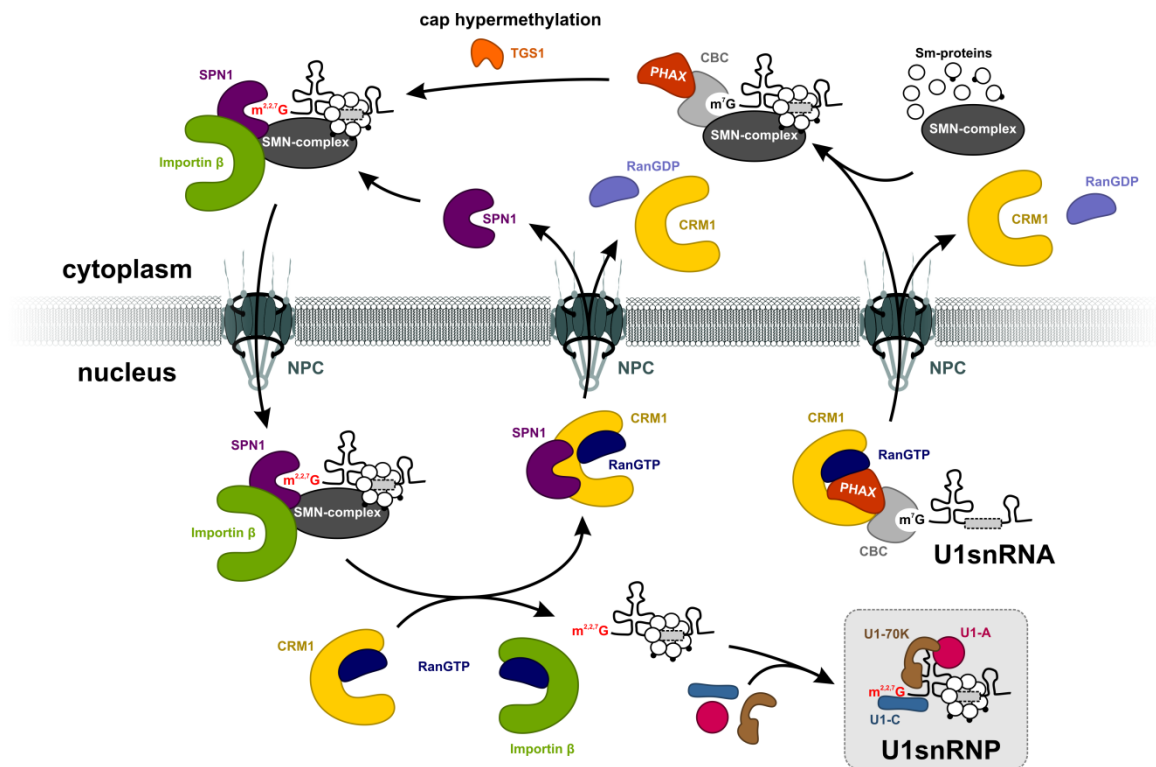 cap hypermethylation
TGS1
SPN1
m2,2,7G
SMN-complex
Importin β
PHAX
CBC
m7G
SMN-complex
Sm-proteins
SMN-complex
RanGDP
CRM1
SPN1
RanGDP
CRM1
cytoplasm
nucleus
NPC
NPC
NPC
SPN1
m2,2,7G
SMN-complex
Importin β
CRM1
SPN1
RanGTP
CRM1
RanGTP
PHAX
m7G
CBC
U1snRNA
CRM1
RanGTP
Importin β
m2,2,7G
U1-70K
U1-A
m2,2,7G
U1-C
U1snRNP